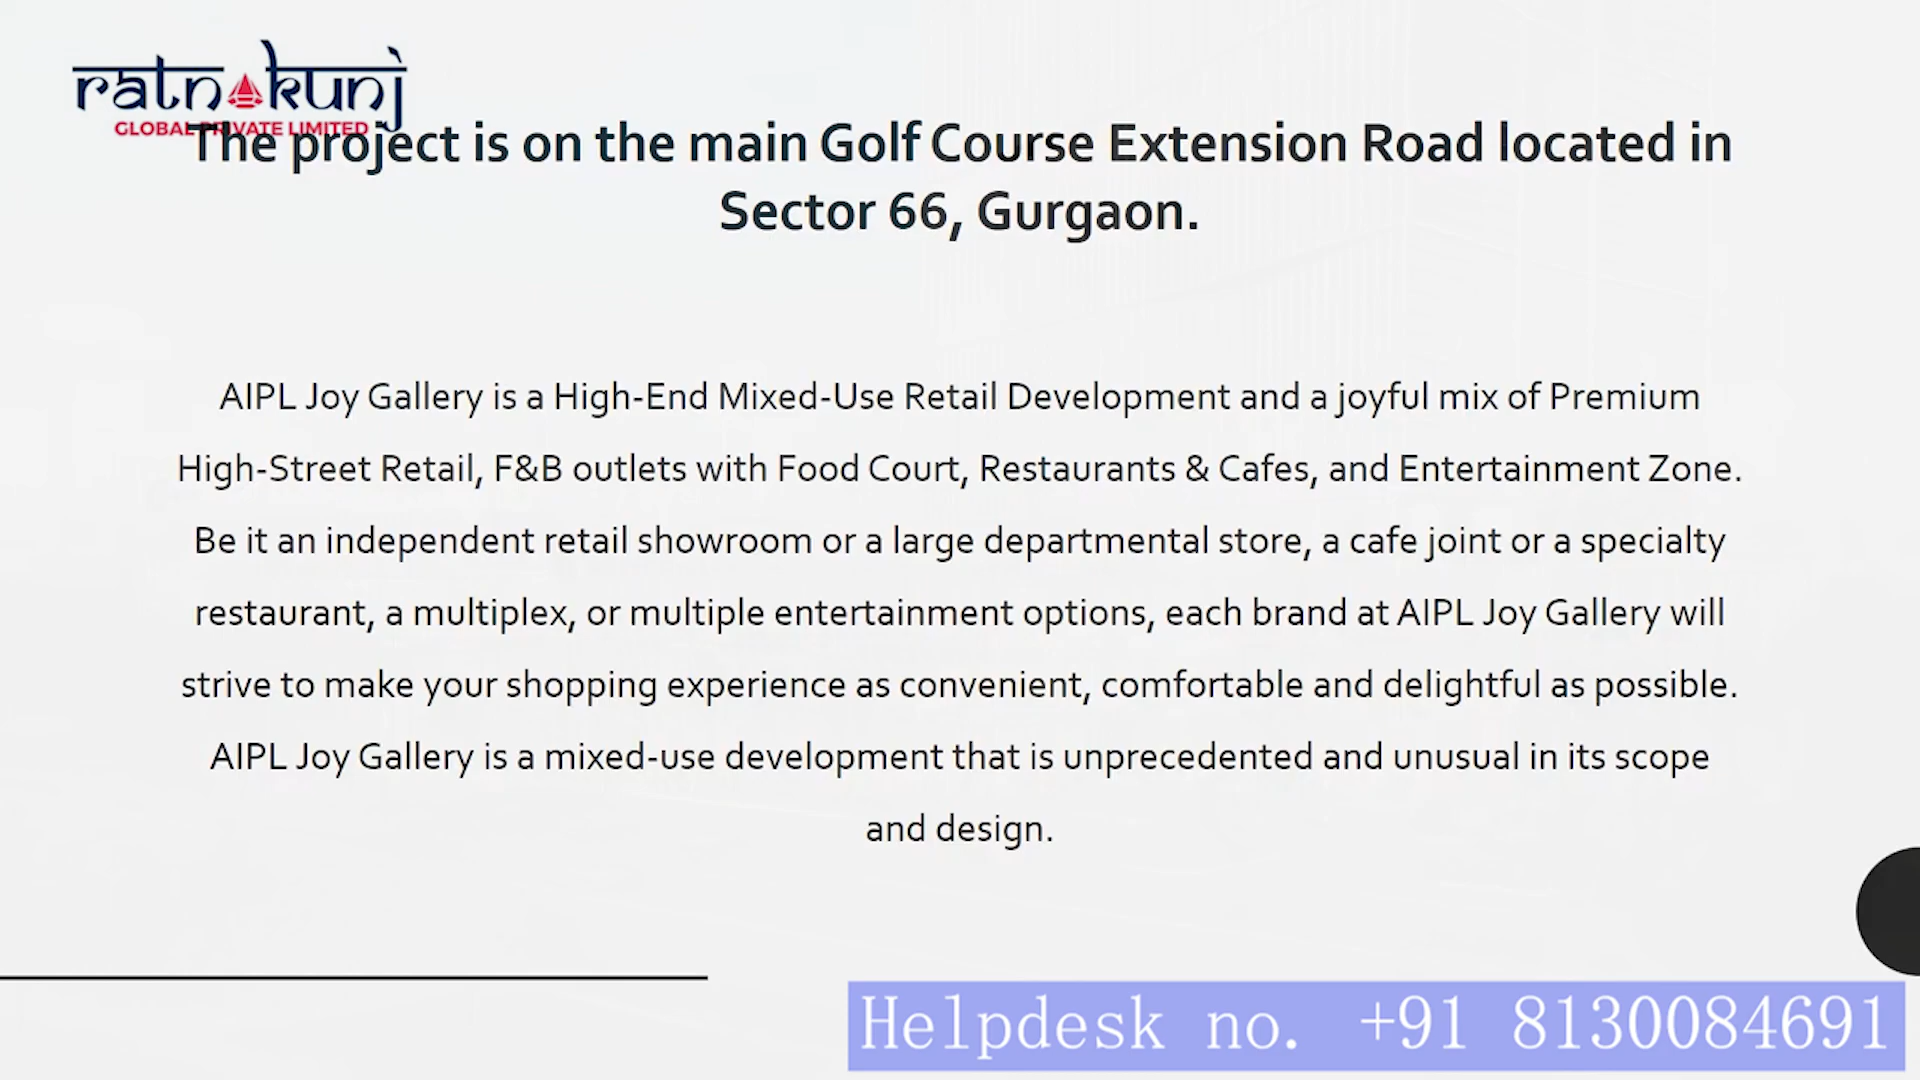 ratnakunj
GLOBAL PRIVATE LIMITED
The project is on the main Golf Course Extension Road located in
Sector 66, Gurgaon.
AIPL Joy Gallery is a High-End Mixed-Use Retail Development and a joyful mix of Premium
High-Street Retail, F&B outlets with Food Court, Restaurants & Cafes, and Entertainment Zone.
Be it an independent retail showroom or a large departmental store, a cafe joint or a specialty
restaurant, a multiplex, or multiple entertainment options, each brand at AIPL Joy Gallery will
strive to make your shopping experience as convenient, comfortable and delightful as possible.
AIPL Joy Gallery is a mixed-use development that is unprecedented and unusual in its scope
and design.
Helpdesk no. +91 8130084691